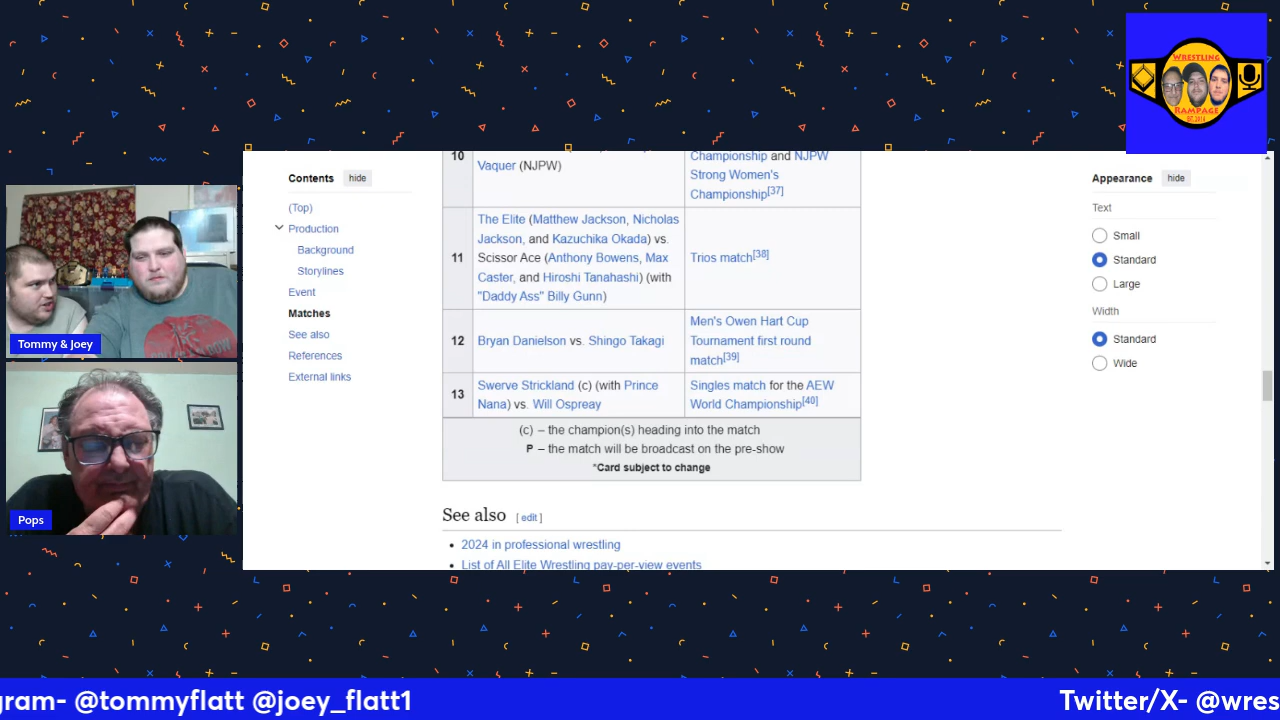 WRESTLING
RAMPAGE
EST. 2016
Contents hide
(Top)
Production
Background
Storylines
Event
Matches
See also
References
External links
10
Vaquer (NJPW)
Championship and NJPW
Strong Women's
Championship[37]
11
The Elite (Matthew Jackson, Nicholas
Jackson, and Kazuchika Okada) vs.
Scissor Ace (Anthony Bowens, Max
Caster, and Hiroshi Tanahashi) (with
"Daddy Ass" Billy Gunn)
Trios match[38]
12
Bryan Danielson vs. Shingo Takagi
Men's Owen Hart Cup
Tournament first round
match[39]
13
Swerve Strickland (c) (with Prince
Nana) vs. Will Ospreay
Singles match for the AEW
World Championship[40]
(c) – the champion(s) heading into the match
P – the match will be broadcast on the pre-show
*Card subject to change
See also [ edit ]
• 2024 in professional wrestling
• List of All Elite Wrestling pay-per-view events
Appearance hide
Text
Small
Standard
Large
Width
Standard
Wide
Tommy & Joey
Pops
gram- @tommyflatt @joey_flatt1
Twitter/X- @wres